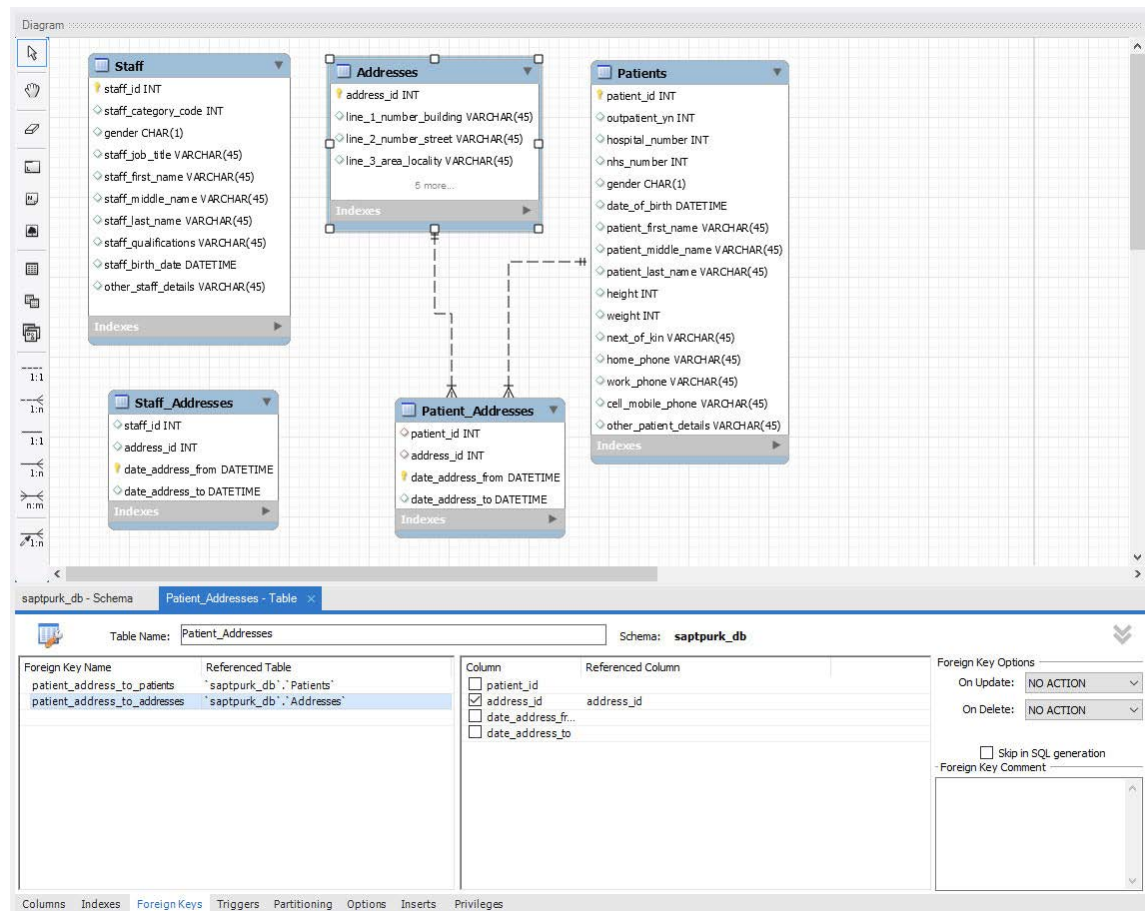 Diagram
Staff
staff_id INT
staff_category_code INT
gender CHAR(1)
staff_job_title VARCHAR(45)
staff_first_name VARCHAR(45)
staff_middle_name VARCHAR(45)
staff_last_name VARCHAR(45)
staff_qualifications VARCHAR(45)
staff_birth_date DATETIME
other_staff_details VARCHAR(45)
Indexes
Addresses
address_id INT
line_1_number_building VARCHAR(45)
line_2_number_street VARCHAR(45)
line_3_area_locality VARCHAR(45)
5 more...
Indexes
Patients
patient_id INT
outpatient_yn INT
hospital_number INT
nhs_number INT
gender CHAR(1)
date_of_birth DATETIME
patient_first_name VARCHAR(45)
patient_middle_name VARCHAR(45)
patient_last_name VARCHAR(45)
height INT
weight INT
next_of_kin VARCHAR(45)
home_phone VARCHAR(45)
work_phone VARCHAR(45)
cell_mobile_phone VARCHAR(45)
other_patient_details VARCHAR(45)
Indexes
Staff_Addresses
staff_id INT
address_id INT
date_address_from DATETIME
date_address_to DATETIME
Indexes
Patient_Addresses
patient_id INT
address_id INT
date_address_from DATETIME
date_address_to DATETIME
Indexes
1:1
1:n
1:1
1:n
n:m
1:n
saptpurk_db - Schema
Patient_Addresses - Table ×
Table Name: Patient_Addresses
Schema: saptpurk_db
Foreign Key Name Referenced Table
patient_address_to_patients `saptpurk_db`.`Patients`
patient_address_to_addresses `saptpurk_db`.`Addresses`
Column Referenced Column
patient_id
address_id address_id
date_address_fr...
date_address_to
Foreign Key Options
On Update: NO ACTION
On Delete: NO ACTION
Skip in SQL generation
Foreign Key Comment
Columns Indexes Foreign Keys Triggers Partitioning Options Inserts Privileges